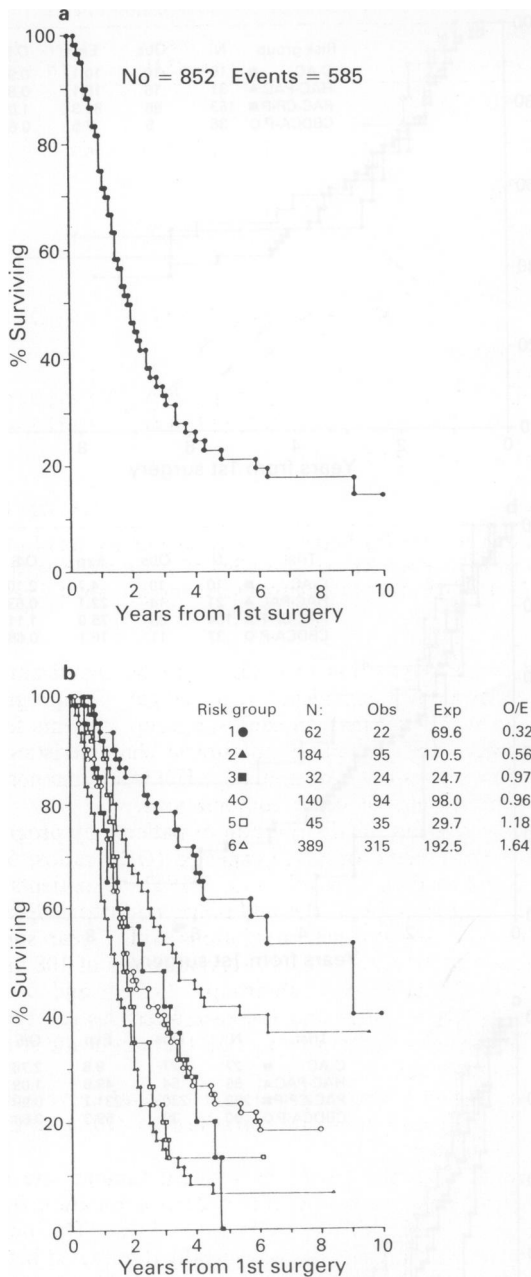 a
No = 852 Events = 585
100
80
60
40
20
0
% Surviving
0 2 4 6 8 10
Years from 1st surgery
b
Risk group N: Obs Exp O/E
1● 62 22 69.6 0.32
2▲ 184 95 170.5 0.56
3■ 32 24 24.7 0.97
4○ 140 94 98.0 0.96
5□ 45 35 29.7 1.18
6△ 389 315 192.5 1.64
100
80
60
40
20
0
% Surviving
0 2 4 6 8 10
Years from 1st surgery